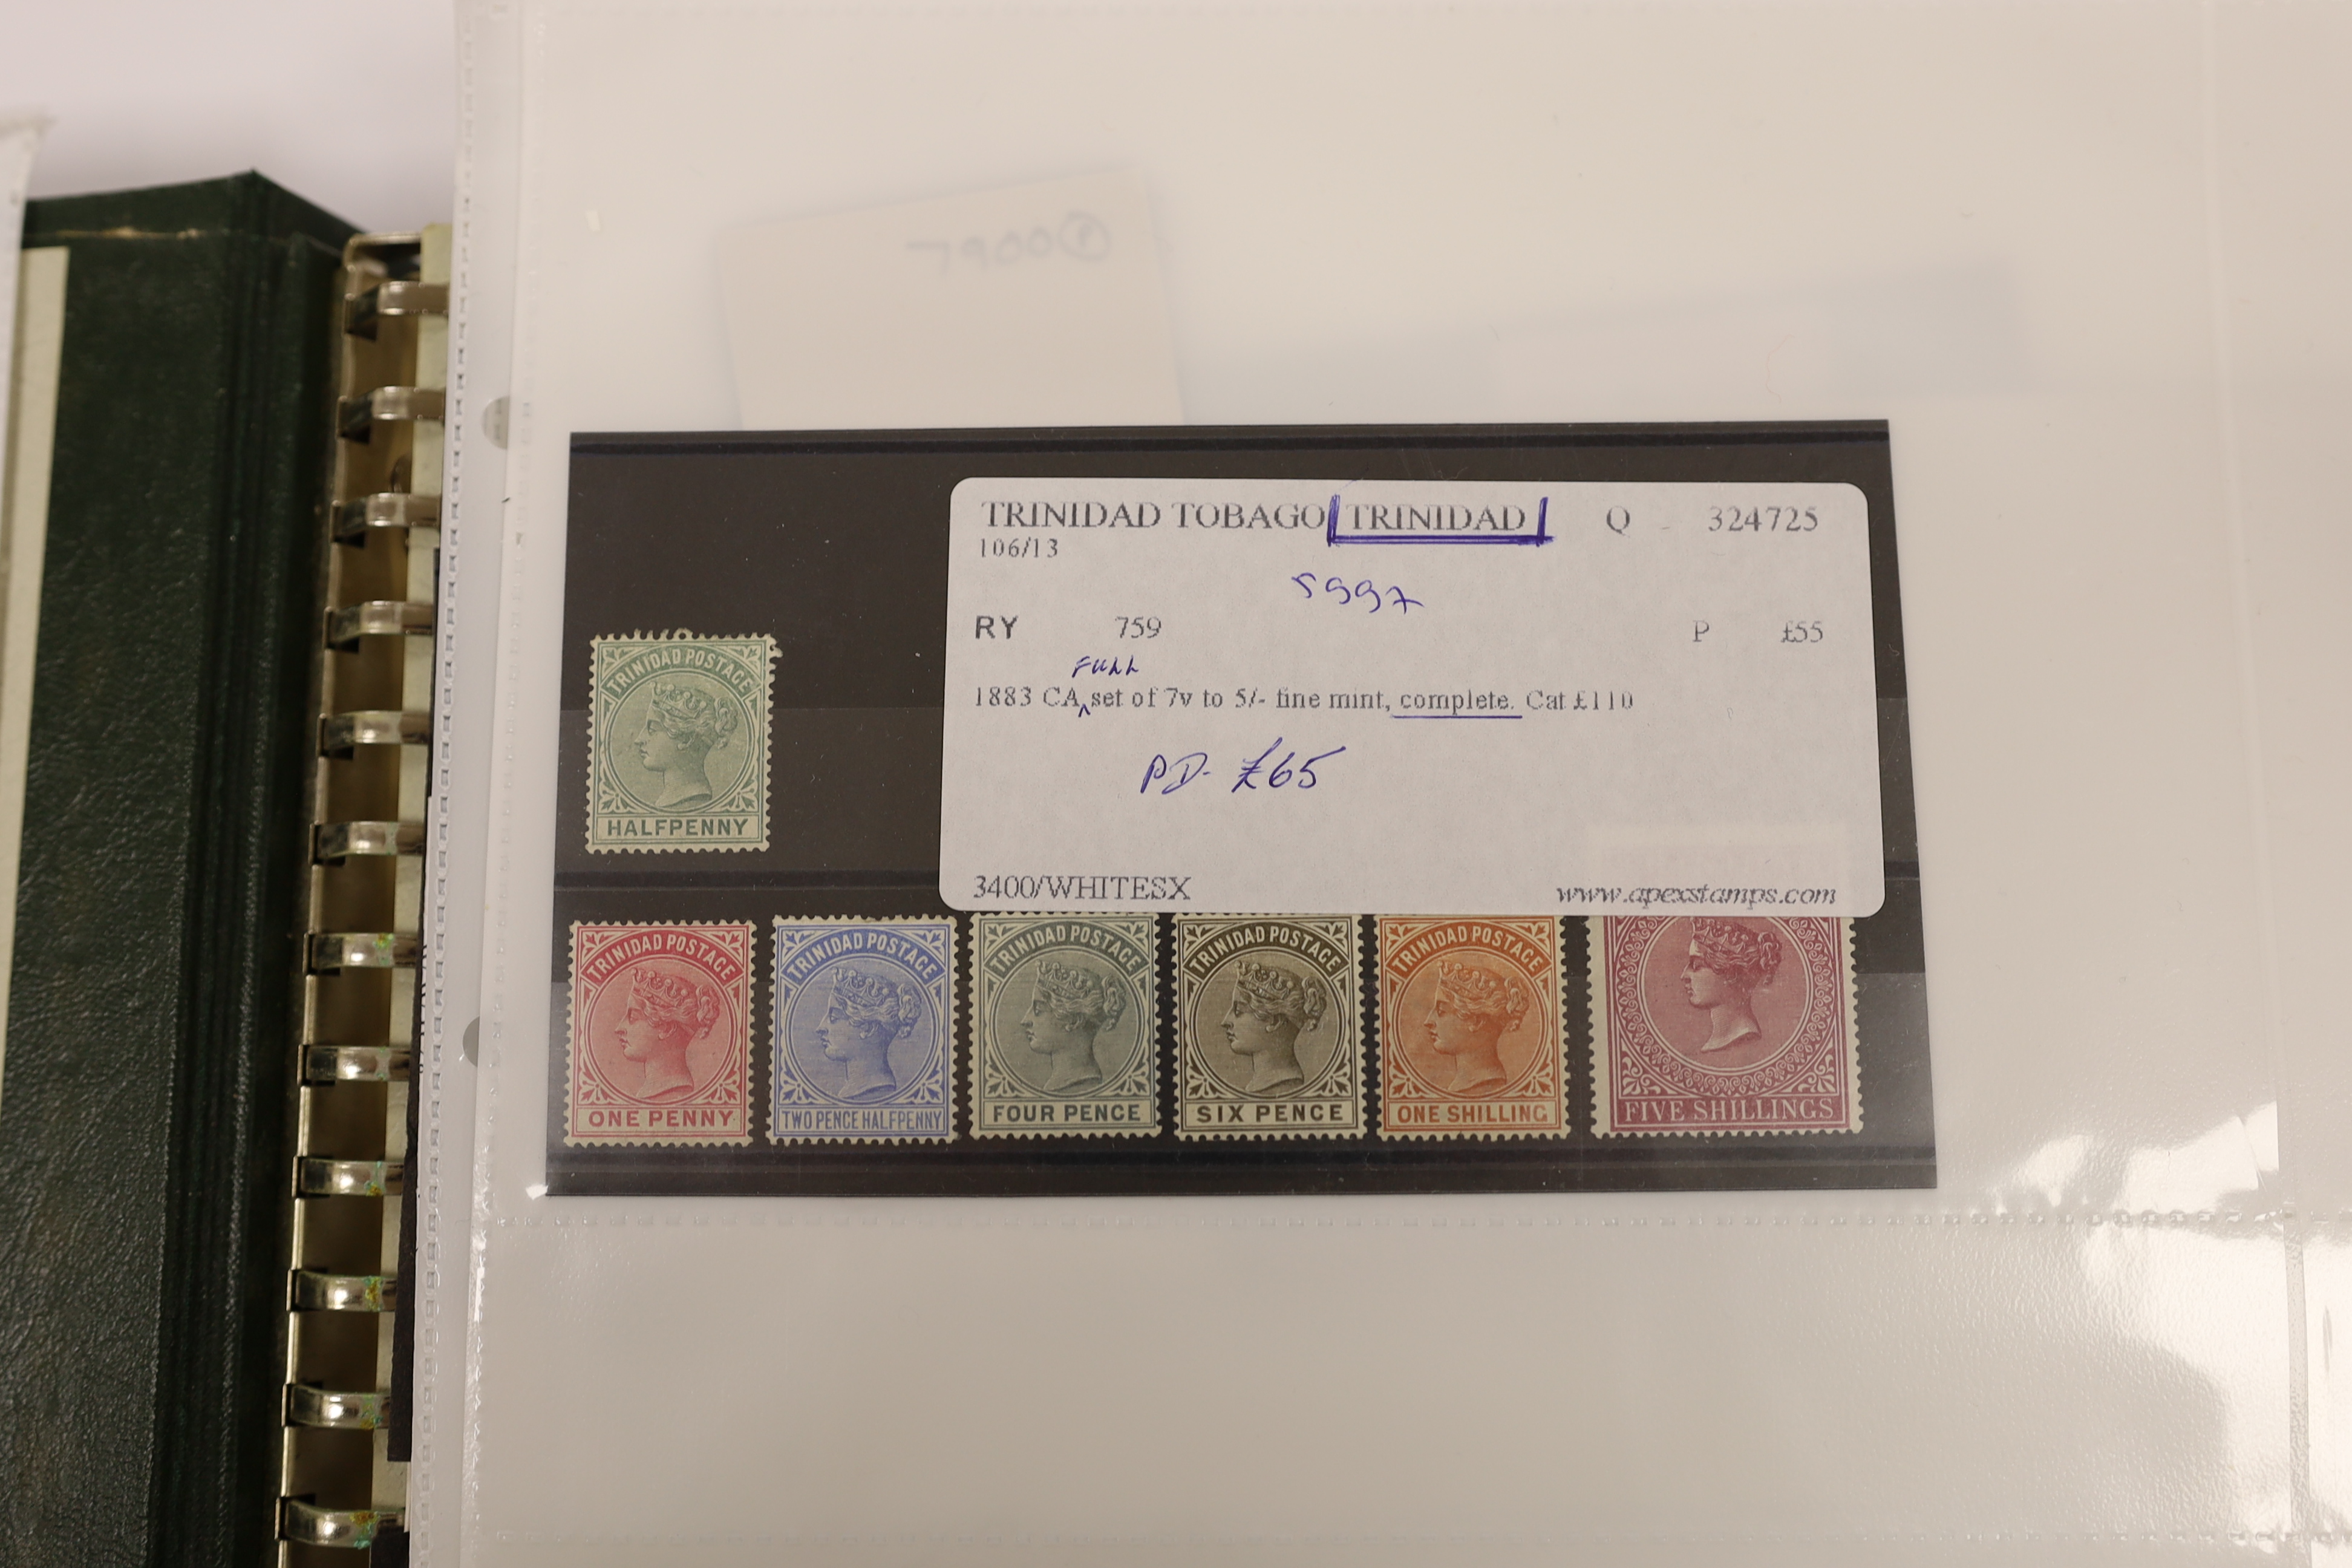 TRINIDAD TOBAGO TRINIDAD Q 324725
106/13
RY 759 P £55
FULL
1883 CA set of 7v to 5/- fine mint, complete. Cat £110
PD- £65
3400/WHITESX www.apexstamps.com
TRINIDAD POSTAGE
HALFPENNY
TRINIDAD POSTAGE
ONE PENNY
TRINIDAD POSTAGE
TWO PENCE HALFPENNY
TRINIDAD POSTAGE
FOUR PENCE
TRINIDAD POSTAGE
SIX PENCE
TRINIDAD POSTAGE
ONE SHILLING
FIVE SHILLINGS